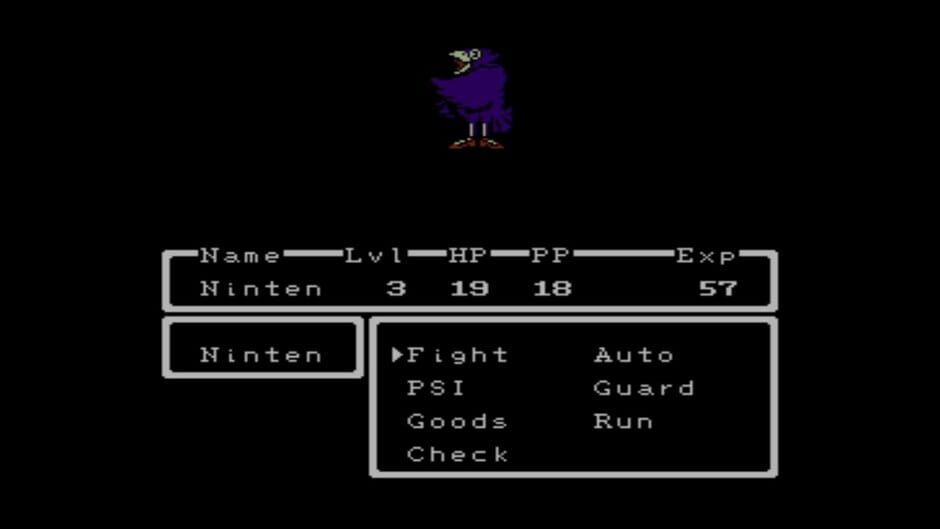 Name Lvl HP PP Exp
Ninten 3 19 18 57
Ninten
Fight Auto
PSI Guard
Goods Run
Check